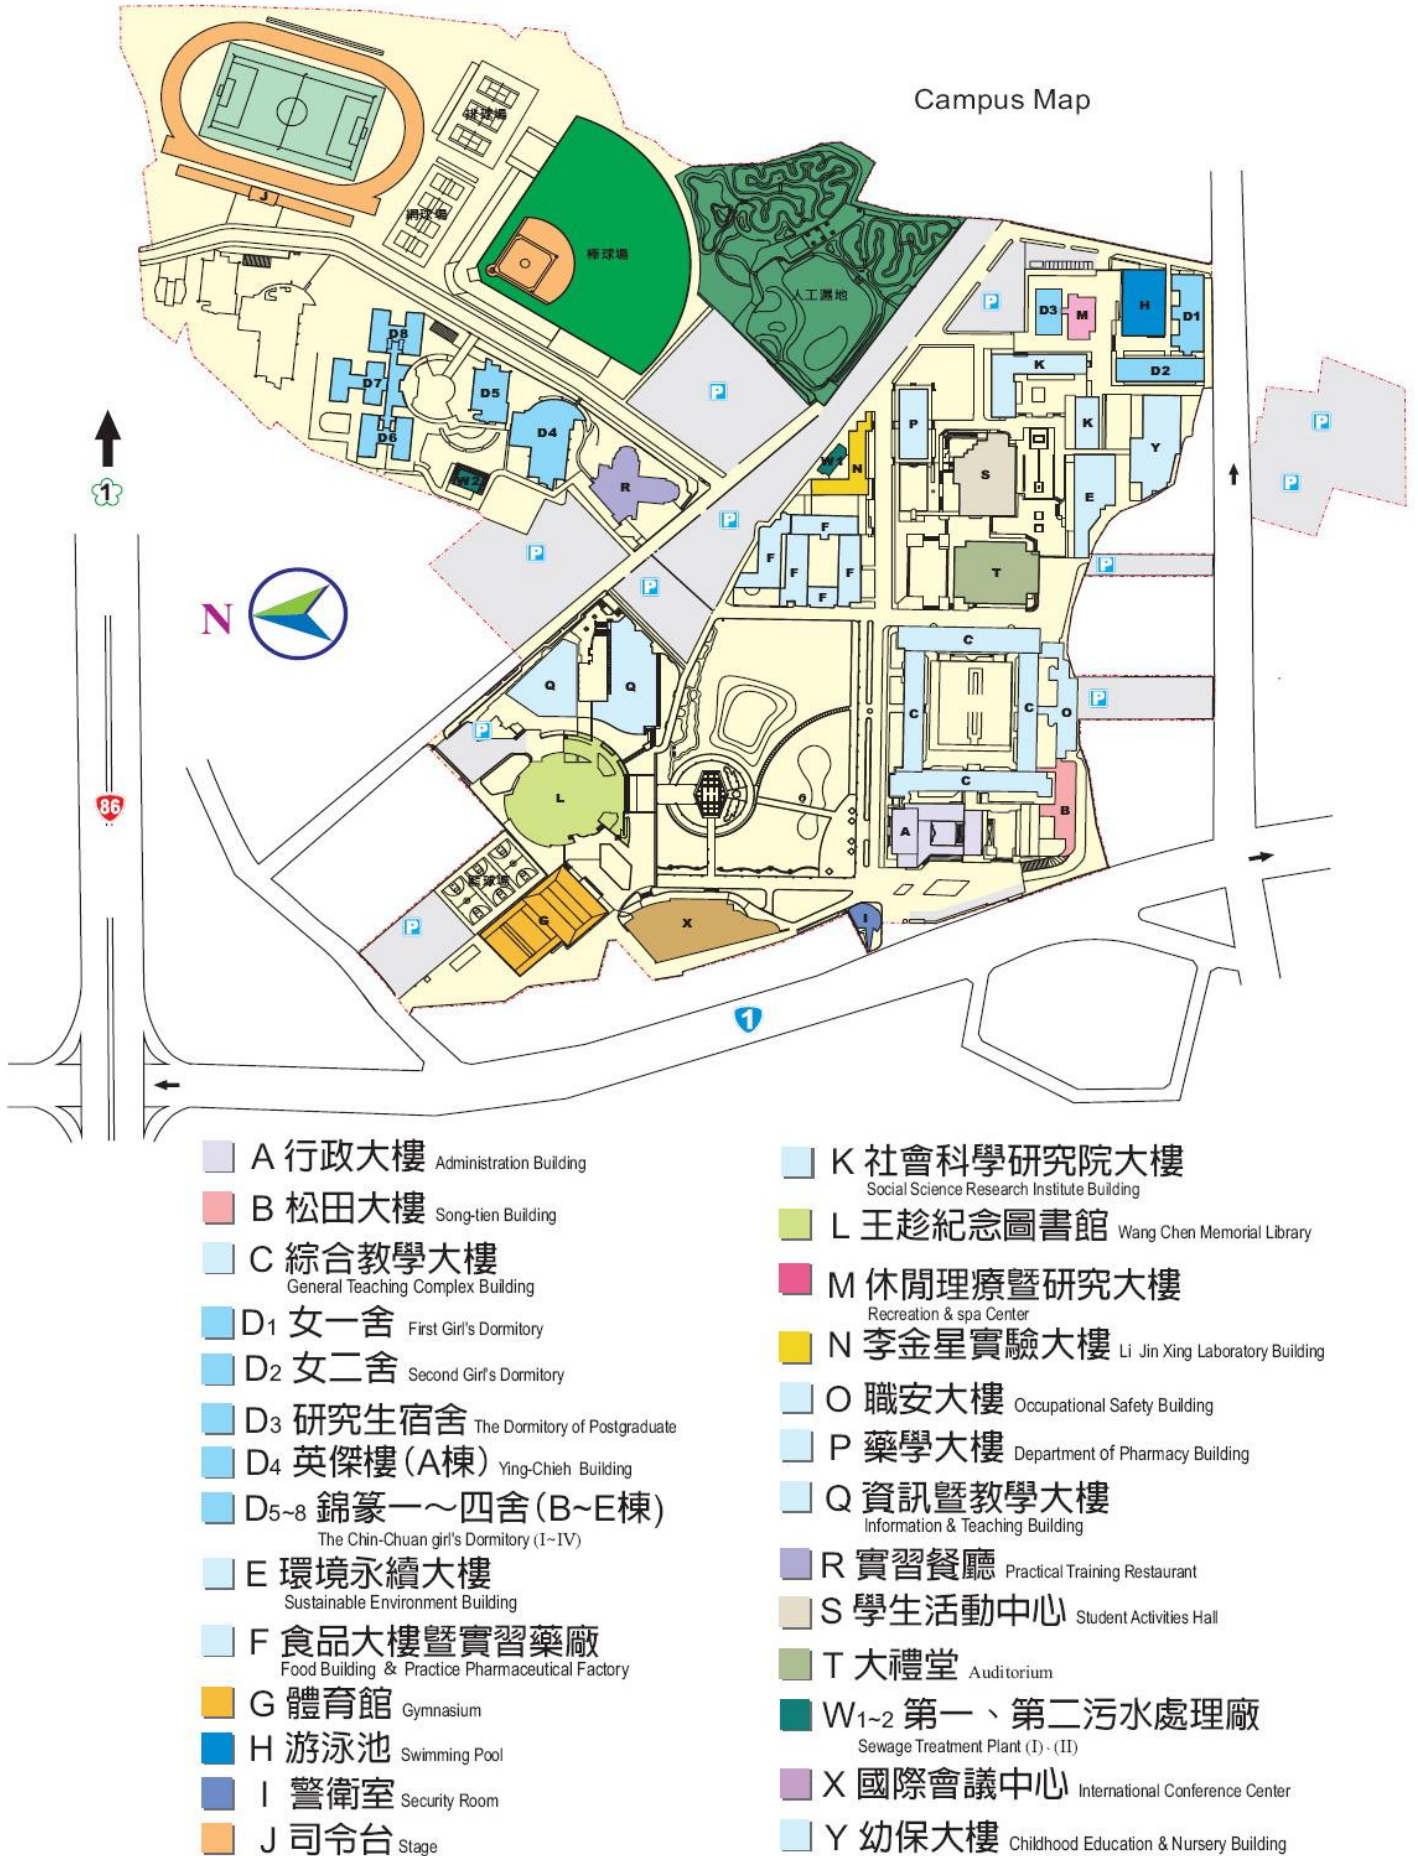 Campus Map
排球場
J
網球場
棒球場
人工濕地
P
D3
M
H
D1
D8
D7
D5
D6
D4
W2
R
P
K
D2
P
K
Y
P
W1
N
S
E
P
P
1
P
P
F
F
F
F
F
T
P
P
N
Q
Q
C
C
C
O
P
P
86
L
C
A
B
籃球場
P
G
X
I
1
A 行政大樓 Administration Building
B 松田大樓 Song-tien Building
C 綜合教學大樓
General Teaching Complex Building
D1 女一舍 First Girl's Dormitory
D2 女二舍 Second Girl's Dormitory
D3 研究生宿舍 The Dormitory of Postgraduate
D4 英傑樓(A棟) Ying-Chieh Building
D5~8 錦篆一～四舍(B~E棟)
The Chin-Chuan girl's Dormitory (I~IV)
E 環境永續大樓
Sustainable Environment Building
F 食品大樓暨實習藥廠
Food Building & Practice Pharmaceutical Factory
G 體育館 Gymnasium
H 游泳池 Swimming Pool
I 警衛室 Security Room
J 司令台 Stage
K 社會科學研究院大樓
Social Science Research Institute Building
L 王趁紀念圖書館 Wang Chen Memorial Library
M 休閒理療暨研究大樓
Recreation & spa Center
N 李金星實驗大樓 Li Jin Xing Laboratory Building
O 職安大樓 Occupational Safety Building
P 藥學大樓 Department of Pharmacy Building
Q 資訊暨教學大樓
Information & Teaching Building
R 實習餐廳 Practical Training Restaurant
S 學生活動中心 Student Activities Hall
T 大禮堂 Auditorium
W1~2 第一、第二污水處理廠
Sewage Treatment Plant (I)、(II)
X 國際會議中心 International Conference Center
Y 幼保大樓 Childhood Education & Nursery Building